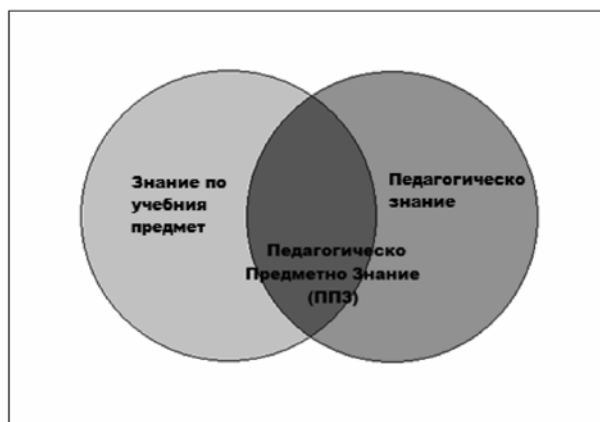 Знание по
учебния
предмет
Педагогическо
знание
Педагогическо
Предметно Знание
(ППЗ)